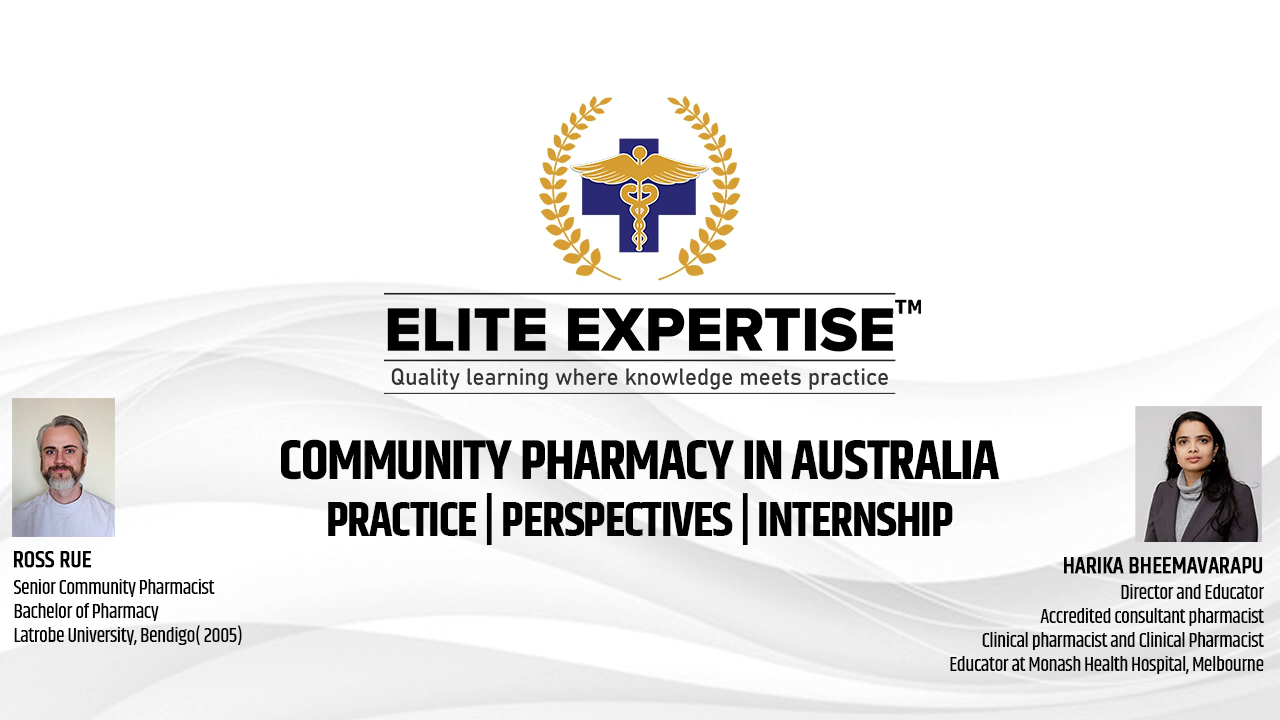 ELITE EXPERTISE™
Quality learning where knowledge meets practice
COMMUNITY PHARMACY IN AUSTRALIA
PRACTICE | PERSPECTIVES | INTERNSHIP
ROSS RUE
Senior Community Pharmacist
Bachelor of Pharmacy
Latrobe University, Bendigo( 2005)
HARIKA BHEEMAVARAPU
Director and Educator
Accredited consultant pharmacist
Clinical pharmacist and Clinical Pharmacist
Educator at Monash Health Hospital, Melbourne